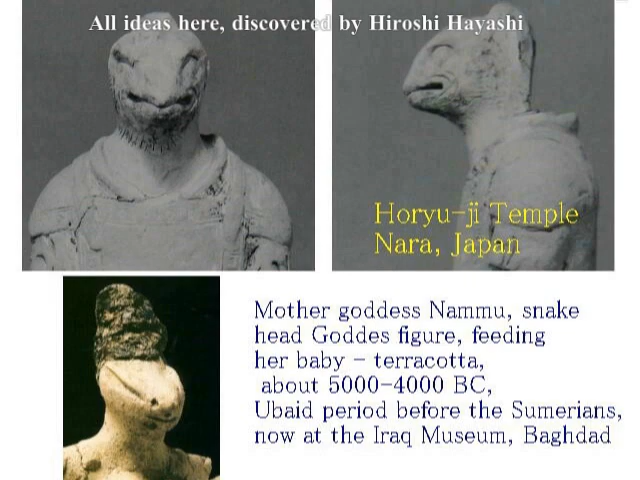 All ideas here, discovered by Hiroshi Hayashi
Horyu-ji Temple
Nara, Japan
Mother goddess Nammu, snake
head Goddes figure, feeding
her baby - terracotta,
about 5000-4000 BC,
Ubaid period before the Sumerians,
now at the Iraq Museum, Baghdad